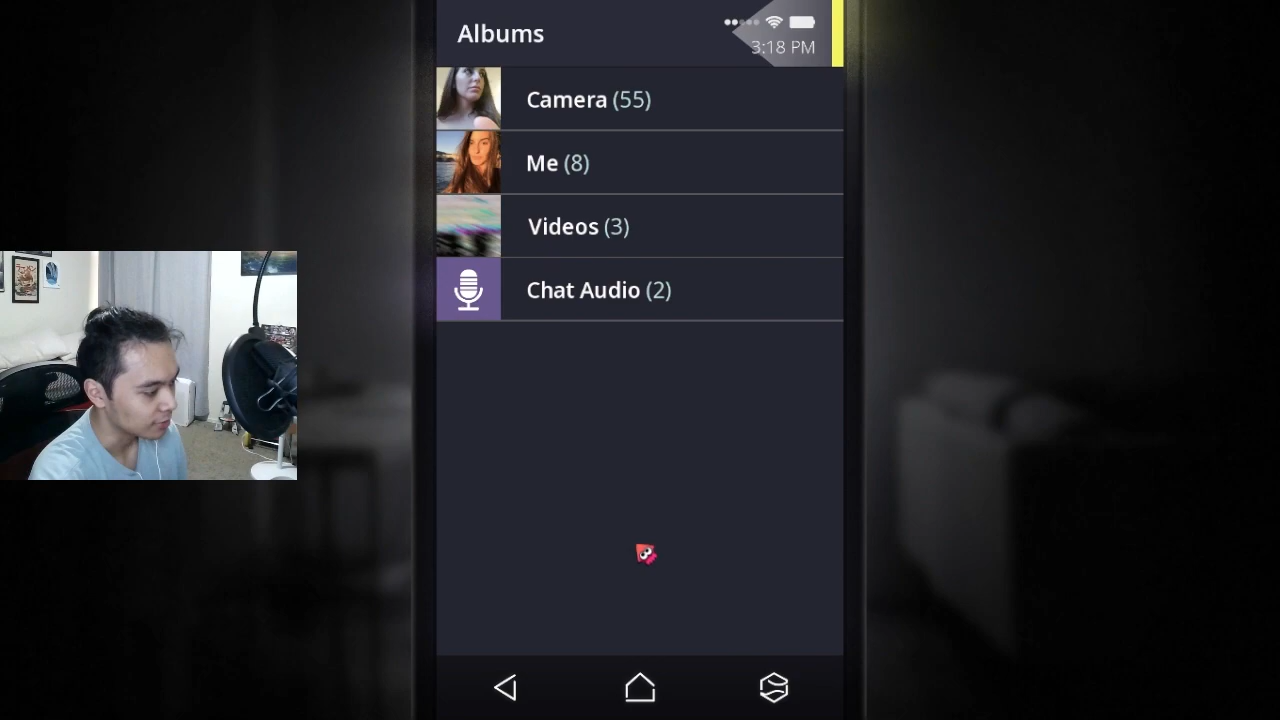 Albums
3:18 PM
Camera (55)
Me (8)
Videos (3)
Chat Audio (2)